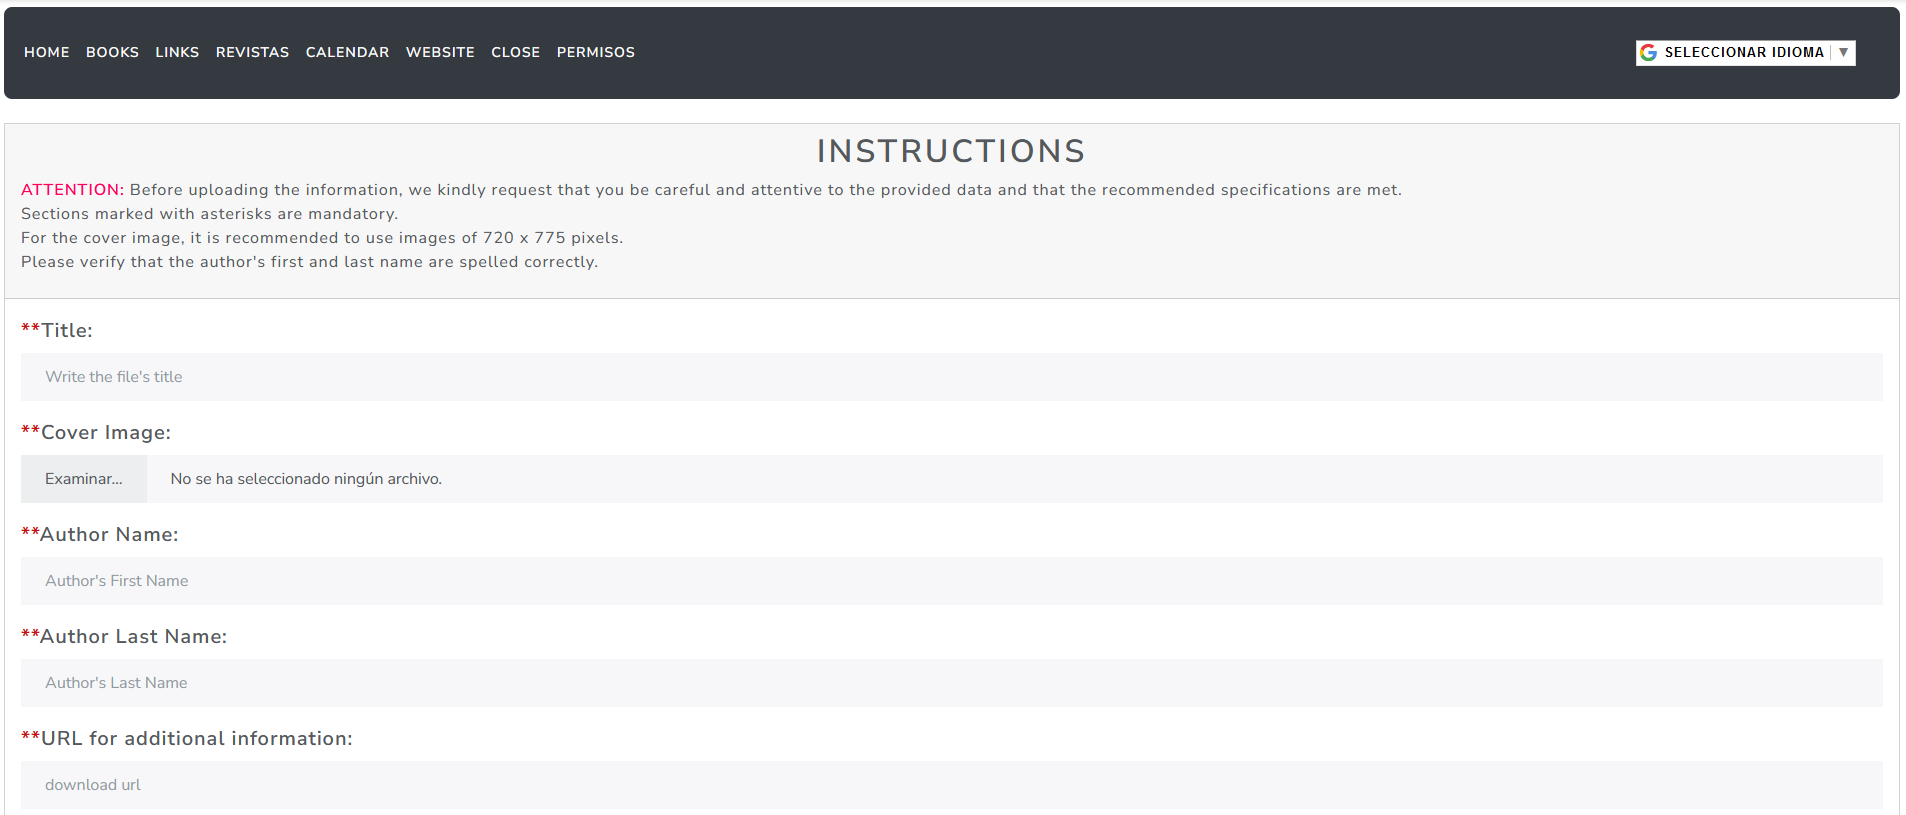 HOME BOOKS LINKS REVISTAS CALENDAR WEBSITE CLOSE PERMISOS
SELECCIONAR IDIOMA ▼
INSTRUCTIONS
ATTENTION: Before uploading the information, we kindly request that you be careful and attentive to the provided data and that the recommended specifications are met.
Sections marked with asterisks are mandatory.
For the cover image, it is recommended to use images of 720 x 775 pixels.
Please verify that the author's first and last name are spelled correctly.
**Title:
Write the file's title
**Cover Image:
Examinar... No se ha seleccionado ningún archivo.
**Author Name:
Author's First Name
**Author Last Name:
Author's Last Name
**URL for additional information:
download url